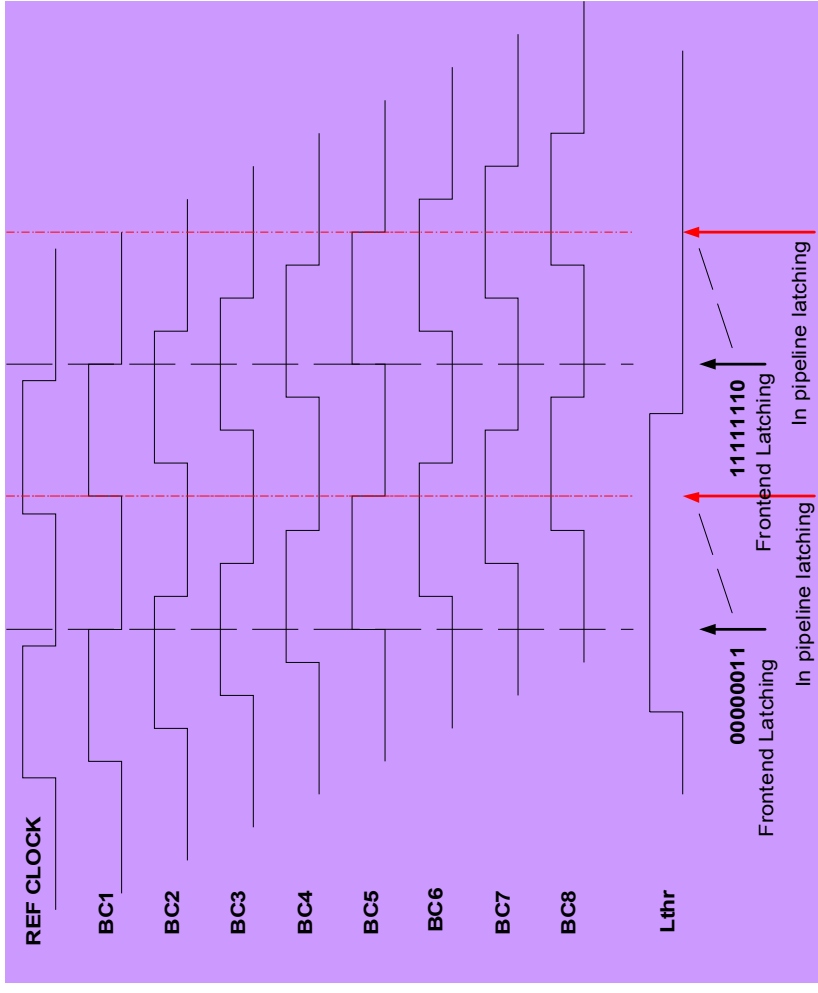 REF CLOCK
BC1
BC2
BC3
BC4
BC5
BC6
BC7
BC8
Lthr
00000011
Frontend Latching
In pipeline latching
11111110
Frontend Latching
In pipeline latching